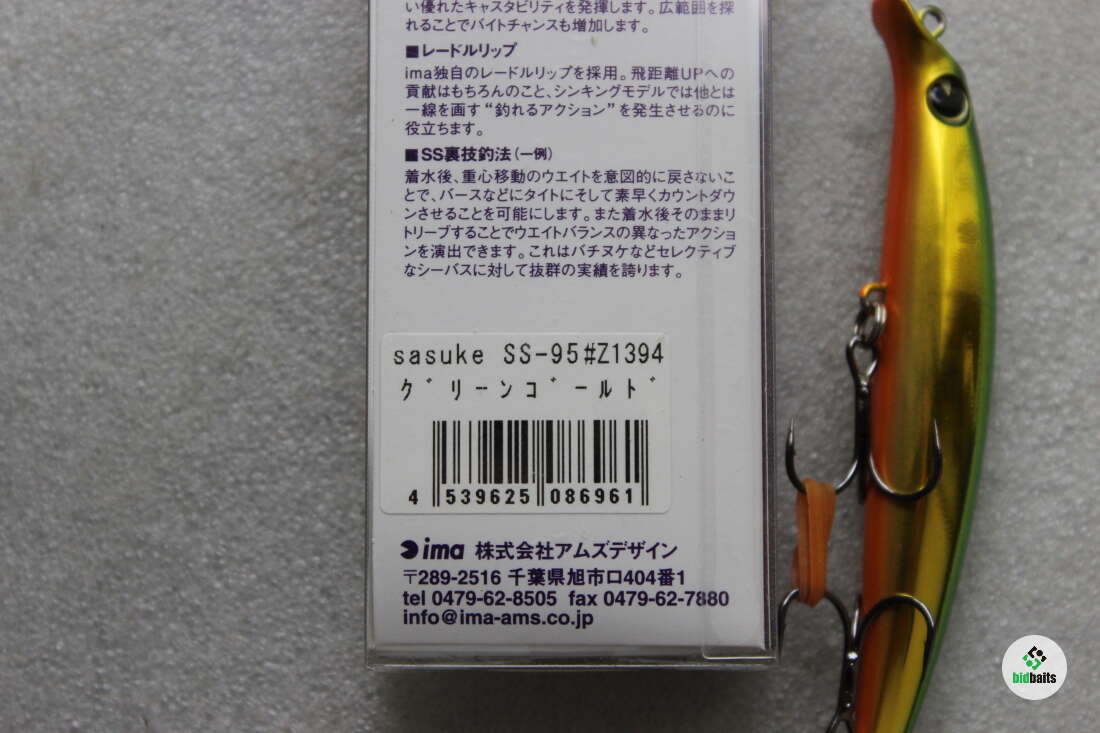 い優れたキャスタビリティを発揮します。広範囲を探
れることでバイトチャンスも増加します。
■レードルリップ
ima独自のレードルリップを採用。飛距離UPへの
貢献はもちろんのこと、シンキングモデルでは他とは
一線を画す“釣れるアクション”を発生させるのに
役立ちます。
■SS裏技釣法(一例)
着水後、重心移動のウエイトを意図的に戻さないこ
とで、バースなどにタイトにそして素早くカウントダウ
ンさせることを可能にします。また着水後そのままリ
トリーブすることでウエイトバランスの異なったアクショ
ンを演出できます。これはバチヌケなどセレクティブ
なシーバスに対して抜群の実績を誇ります。
sasuke SS-95#Z1394
グリーンゴールド
4 539625 086961
ima 株式会社アムズデザイン
〒289-2516 千葉県旭市ロ404番1
tel 0479-62-8505 fax 0479-62-7880
info@ima-ams.co.jp
bidbaits